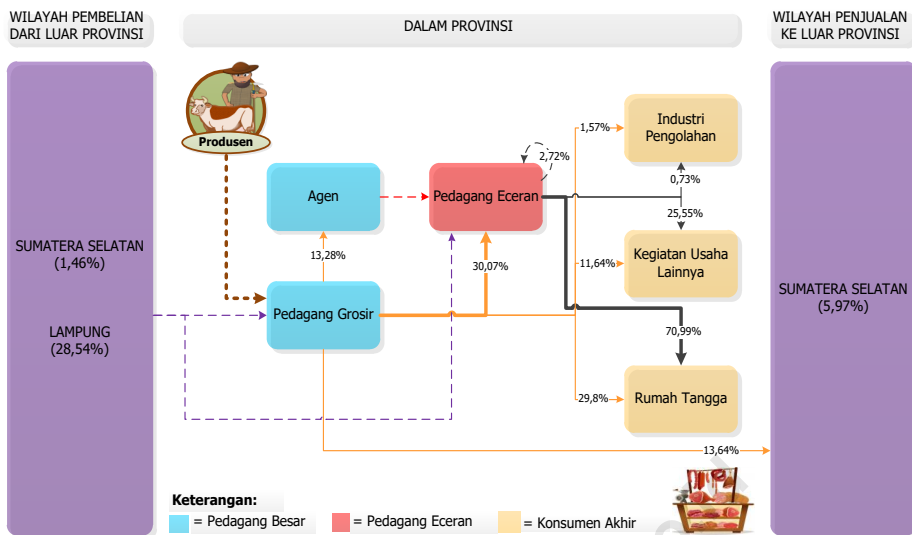 WILAYAH PEMBELIAN
DARI LUAR PROVINSI
DALAM PROVINSI
WILAYAH PENJUALAN
KE LUAR PROVINSI
Produsen
Industri
Pengolahan
1,57%
2,72%
0,73%
Agen
Pedagang Eceran
25,55%
SUMATERA SELATAN
(1,46%)
13,28%
30,07%
11,64%
Kegiatan Usaha
Lainnya
SUMATERA SELATAN
(5,97%)
Pedagang Grosir
LAMPUNG
(28,54%)
70,99%
29,8%
Rumah Tangga
13,64%
Keterangan:
= Pedagang Besar
= Pedagang Eceran
= Konsumen Akhir